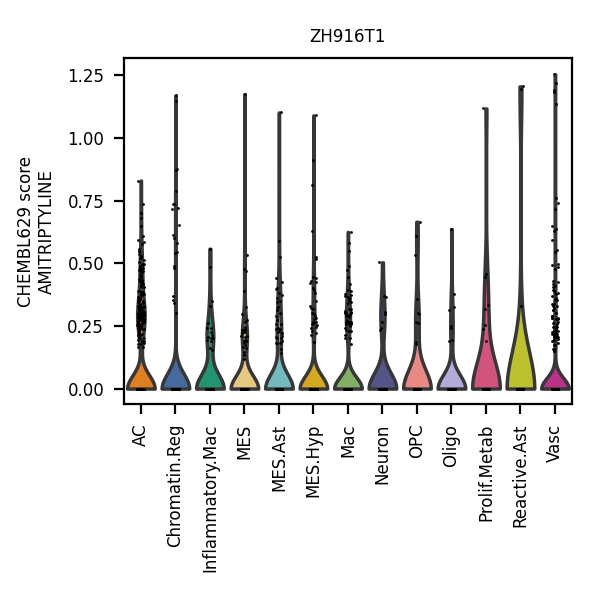 ZH916T1
CHEMBL629 score
AMITRIPTYLINE
1.25
1.00
0.75
0.50
0.25
0.00
AC
Chromatin.Reg
Inflammatory.Mac
MES
MES.Ast
MES.Hyp
Mac
Neuron
OPC
Oligo
Prolif.Metab
Reactive.Ast
Vasc